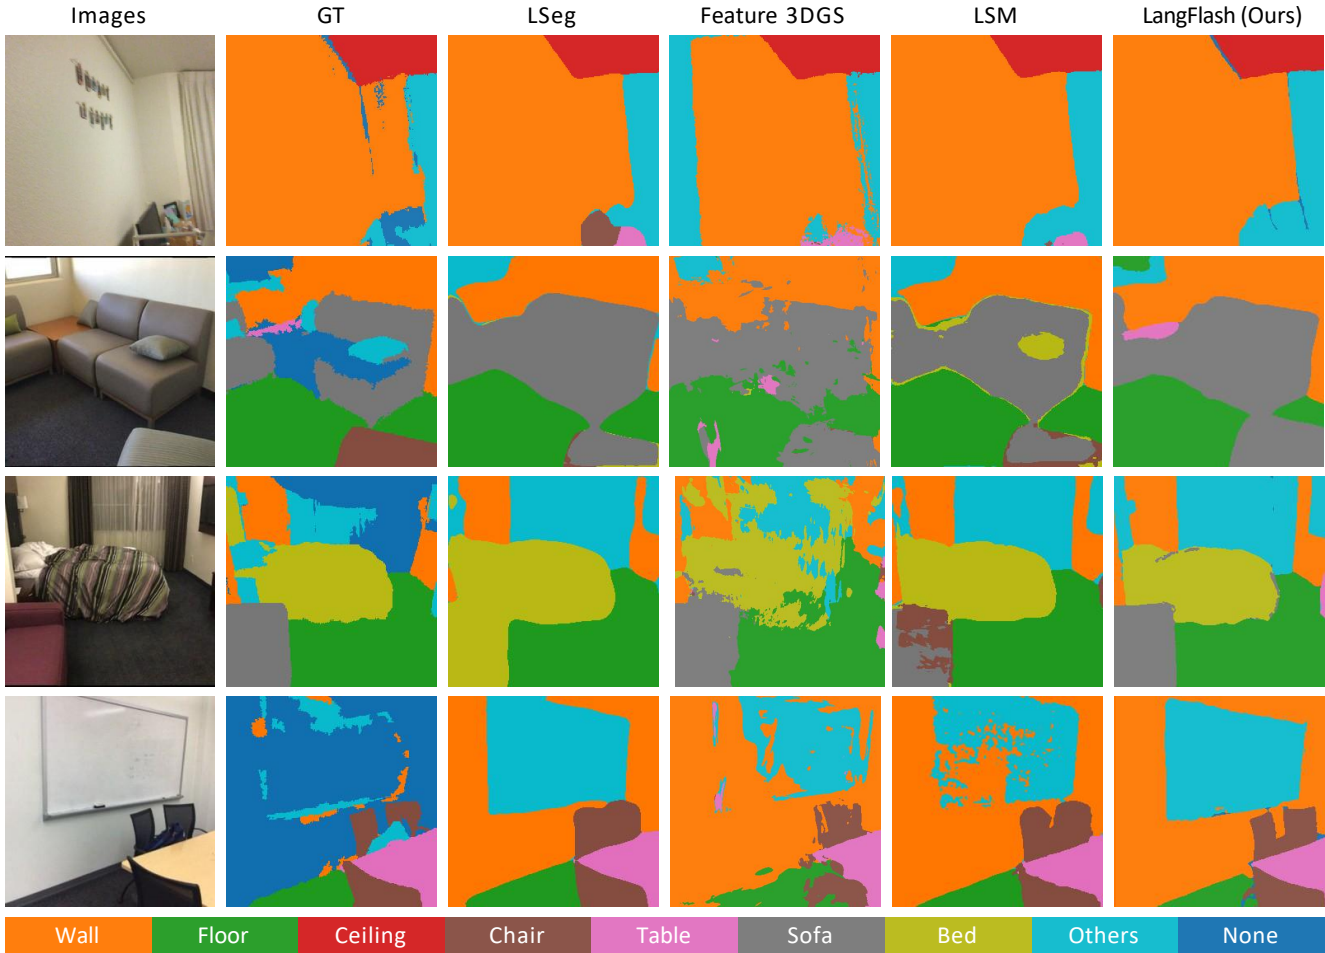 Images GT LSeg Feature 3DGS LSM LangFlash (Ours)
Wall Floor Ceiling Chair Table Sofa Bed Others None